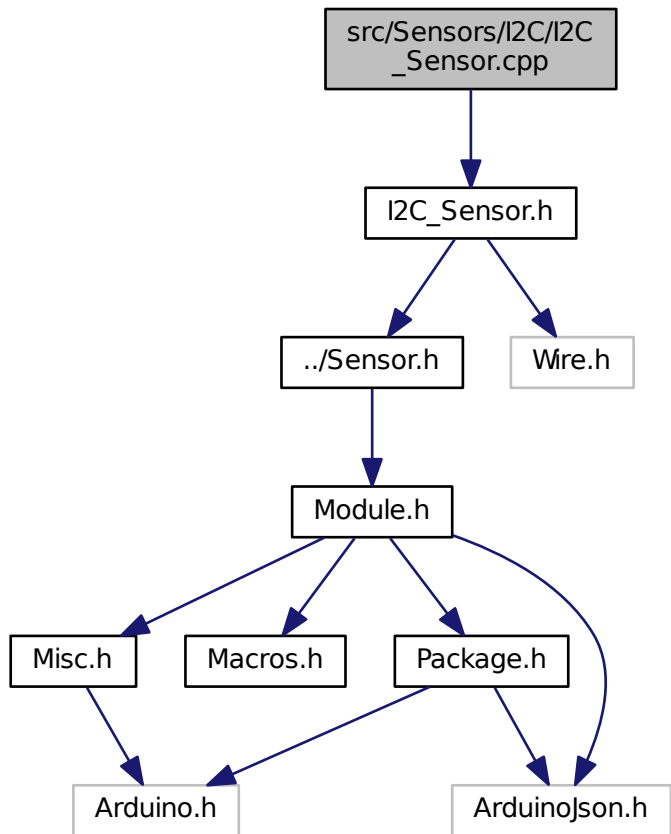 src/Sensors/I2C/I2C
_Sensor.cpp
I2C_Sensor.h
../Sensor.h
Wire.h
Module.h
Misc.h
Macros.h
Package.h
Arduino.h
ArduinoJson.h